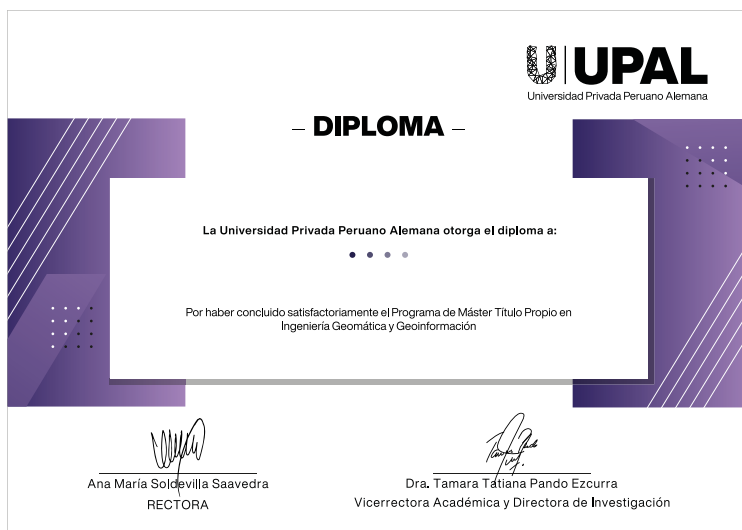 UPAL
Universidad Privada Peruano Alemana
– DIPLOMA –
La Universidad Privada Peruano Alemana otorga el diploma a:
Por haber concluido satisfactoriamente el Programa de Máster Título Propio en
Ingeniería Geomática y Geoinformación
Ana María Soldevilla Saavedra
RECTORA
Dra. Tamara Tatiana Pando Ezcurra
Vicerrectora Académica y Directora de Investigación